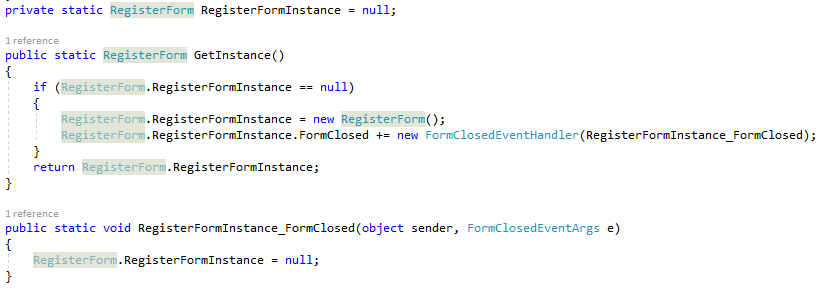 private static RegisterForm RegisterFormInstance = null;
1 reference
public static RegisterForm GetInstance()
{
if (RegisterForm.RegisterFormInstance == null)
{
RegisterForm.RegisterFormInstance = new RegisterForm();
RegisterForm.RegisterFormInstance.FormClosed += new FormClosedEventHandler(RegisterFormInstance_FormClosed);
}
return RegisterForm.RegisterFormInstance;
}
1 reference
public static void RegisterFormInstance_FormClosed(object sender, FormClosedEventArgs e)
{
RegisterForm.RegisterFormInstance = null;
}